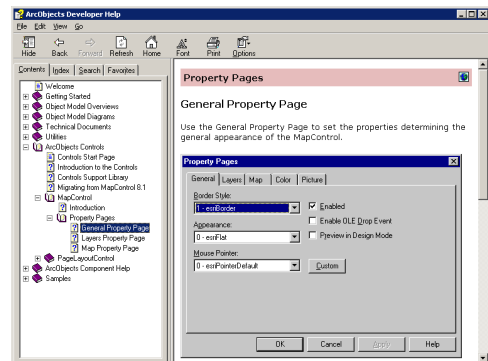 ArcObjects Developer Help
File Edit View Go
Hide Back Forward Refresh Home Font Print Options
Contents Index Search Favorites
Welcome
Getting Started
Object Model Overviews
Object Model Diagrams
Technical Documents
Utilities
ArcObjects Controls
Controls Start Page
Introduction to the Controls
Controls Support Library
Migrating from MapControl 8.1
MapControl
Introduction
Property Pages
General Property Page
Layers Property Page
Map Property Page
PageLayoutControl
ArcObjects Component Help
Samples
Property Pages
General Property Page
Use the General Property Page to set the properties determining the
general appearance of the MapControl.
Property Pages
General Layers Map Color Picture
Border Style:
1 - esriBorder
Enabled
Enable OLE Drop Event
Appearance:
0 - esriFlat
Preview in Design Mode
Mouse Pointer:
0 - esriPointerDefault
Custom
OK Cancel Apply Help